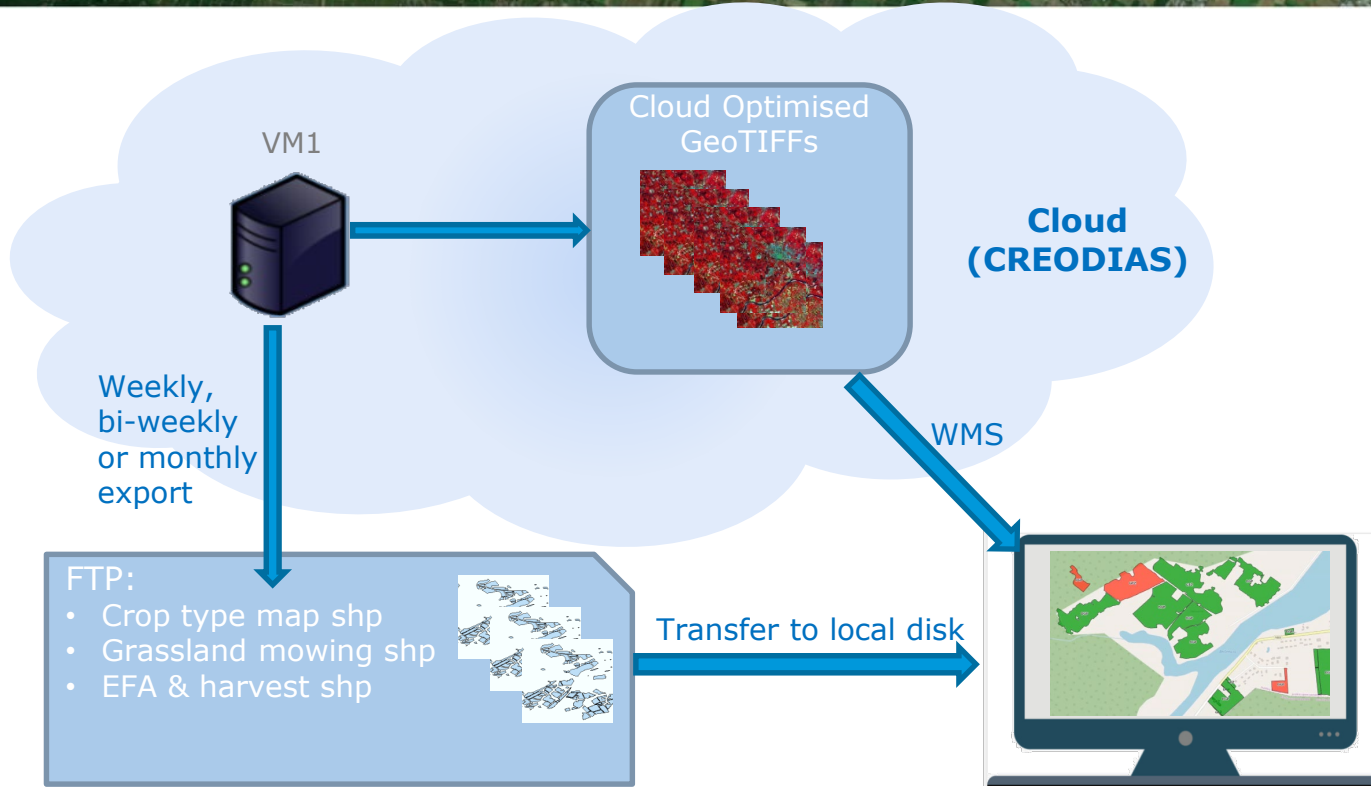 Cloud Optimised
GeoTIFFs
VM1
Cloud
(CREODIAS)
Weekly,
bi-weekly
or monthly
export
WMS
FTP:
• Crop type map shp
• Grassland mowing shp
• EFA & harvest shp
Transfer to local disk